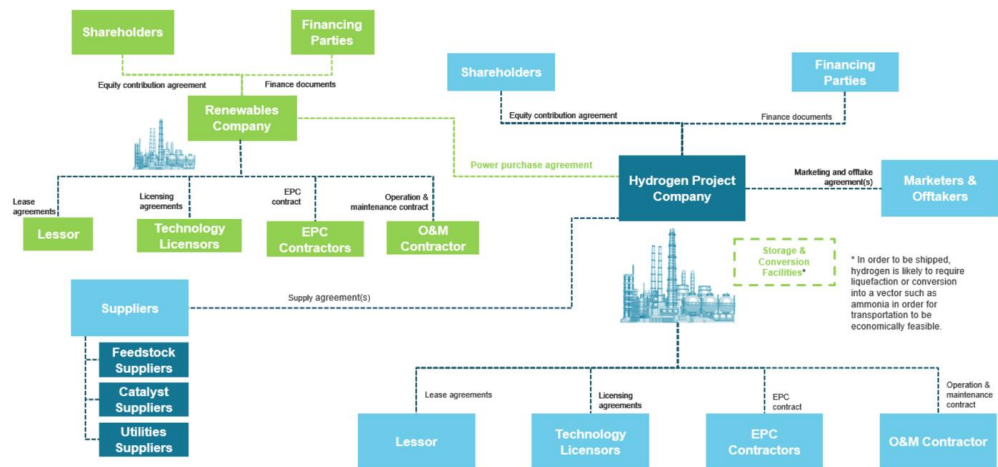 Shareholders
Financing
Parties
Equity contribution agreement
Finance documents
Renewables
Company
Lease
agreements
Licensing
agreements
EPC
contract
Operation &
maintenance contract
Lessor
Technology
Licensors
EPC
Contractors
O&M
Contractor
Shareholders
Financing
Parties
Equity contribution agreement
Finance documents
Power purchase agreement
Hydrogen Project
Company
Marketing and offtake
agreement(s)
Marketers &
Offtakers
Storage &
Conversion
Facilities*
* In order to be shipped,
hydrogen is likely to require
liquefaction or conversion
into a vector such as
ammonia in order for
transportation to be
economically feasible.
Suppliers
Supply agreement(s)
Feedstock
Suppliers
Catalyst
Suppliers
Utilities
Suppliers
Lease agreements
Licensing
agreements
EPC
contract
Operation &
maintenance
contract
Lessor
Technology
Licensors
EPC
Contractors
O&M Contractor